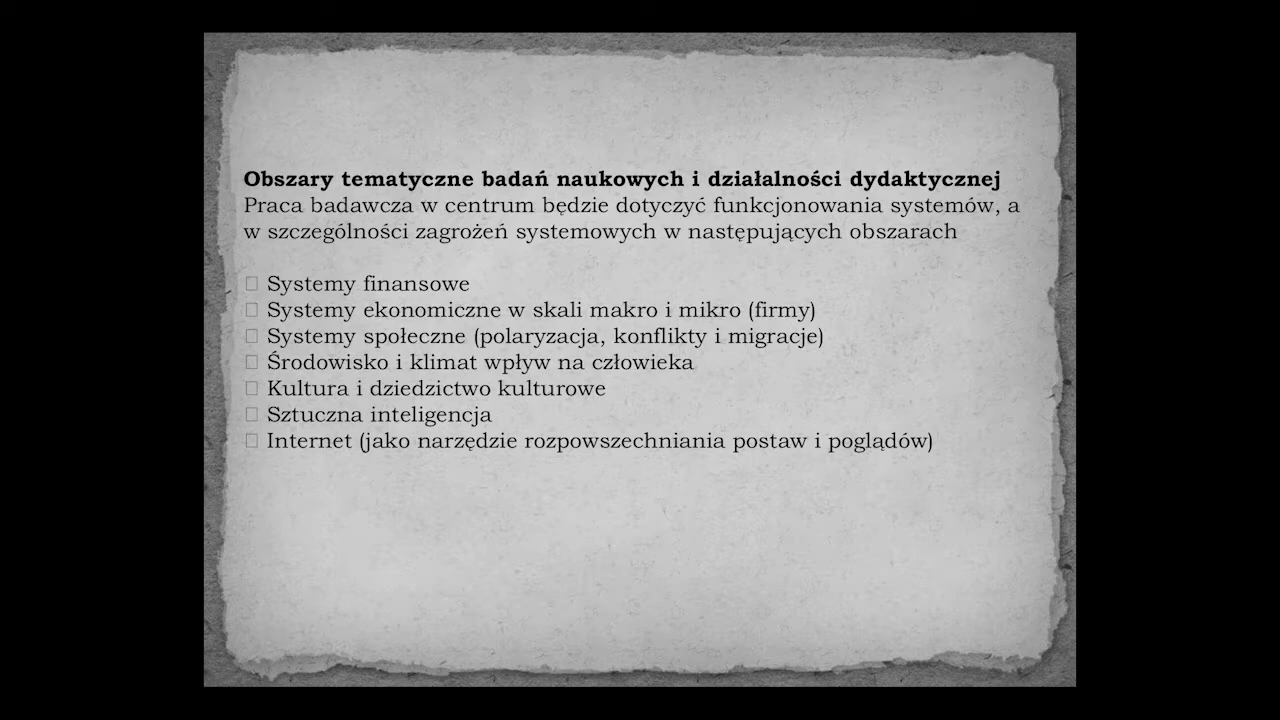 Obszary tematyczne badań naukowych i działalności dydaktycznej
Praca badawcza w centrum będzie dotyczyć funkcjonowania systemów, a
w szczególności zagrożeń systemowych w następujących obszarach
□ Systemy finansowe
□ Systemy ekonomiczne w skali makro i mikro (firmy)
□ Systemy społeczne (polaryzacja, konflikty i migracje)
□ Środowisko i klimat wpływ na człowieka
□ Kultura i dziedzictwo kulturowe
□ Sztuczna inteligencja
□ Internet (jako narzędzie rozpowszechniania postaw i poglądów)